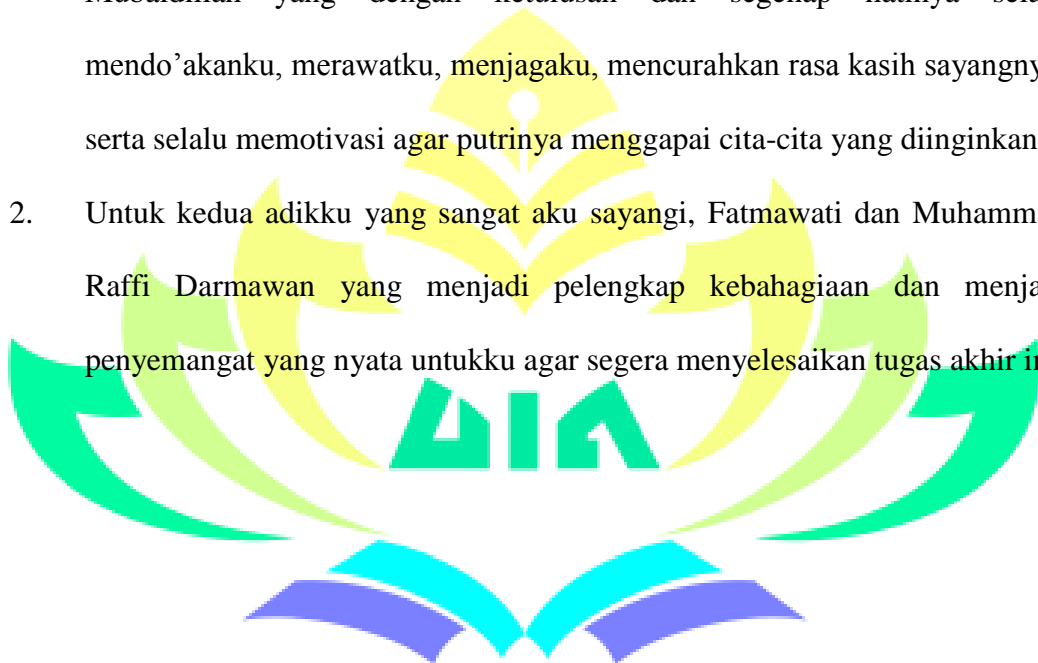 yang dengan ketulusan dan segenap hatinya
mendo’akanku, merawatku, menjagaku, mencurahkan rasa kasih sayangny
serta selalu memotivasi agar putrinya menggapai cita-cita yang diinginkan
2. Untuk kedua adikku yang sangat aku sayangi, Fatmawati dan Muhamm
Raffi Darmawan yang menjadi pelengkap kebahagiaan dan menja
penyemangat yang nyata untukku agar segera menyelesaikan tugas akhir in
UIN